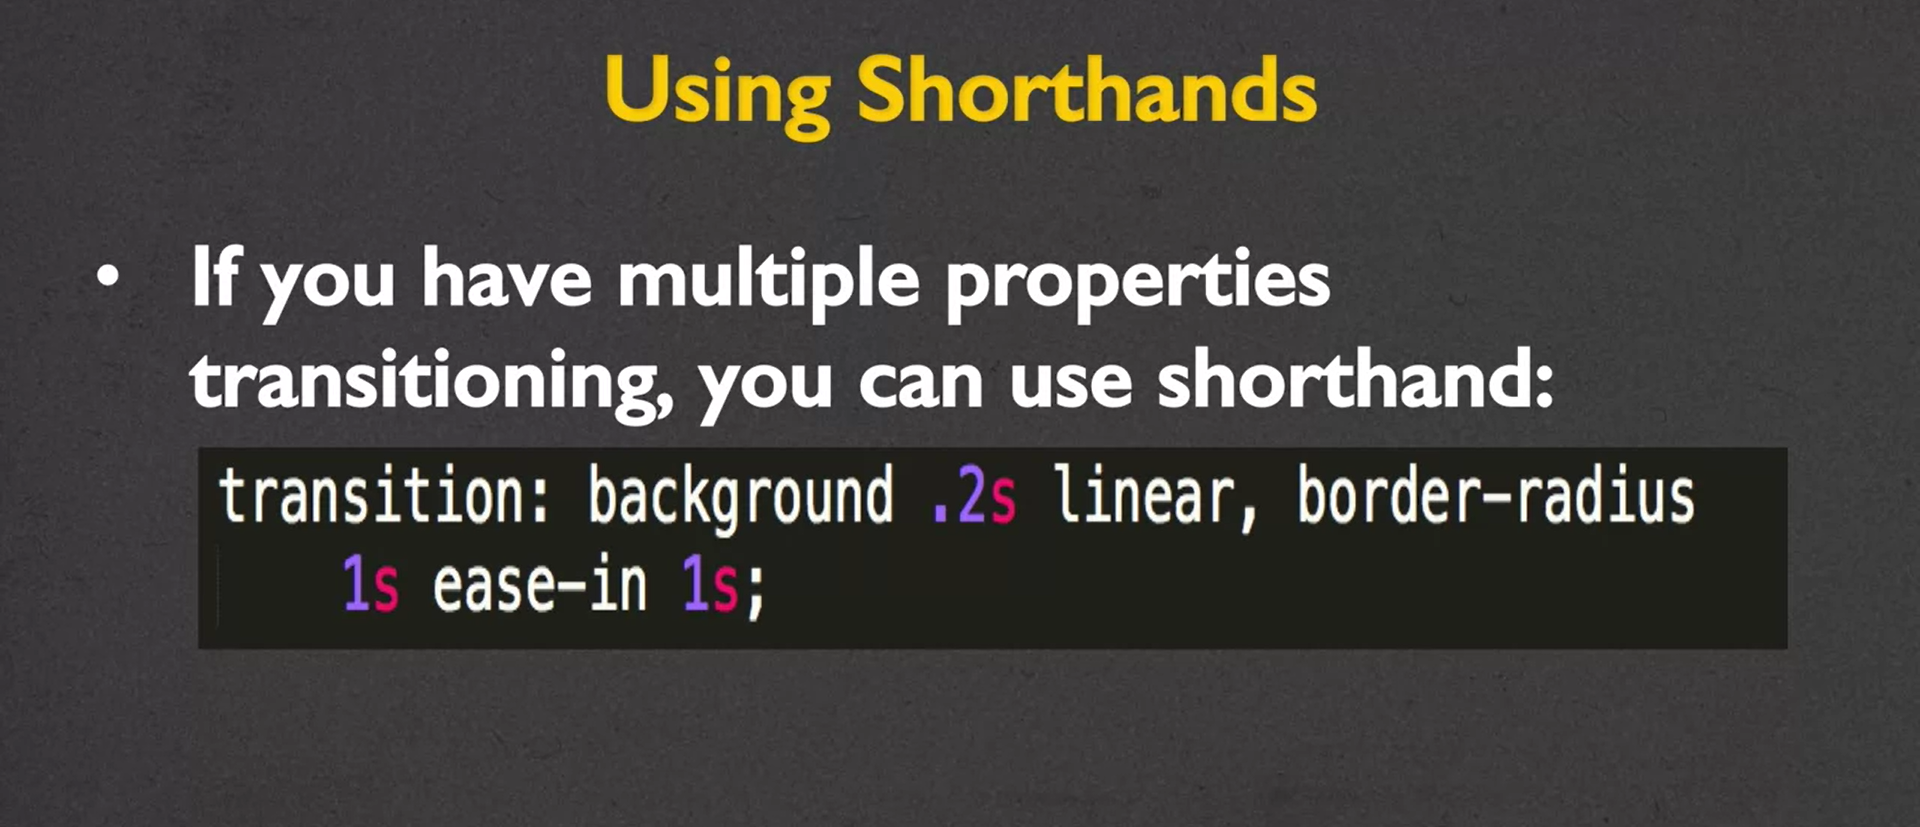 Using Shorthands
• If you have multiple properties
transitioning, you can use shorthand:
transition: background .2s linear, border-radius
1s ease-in 1s;